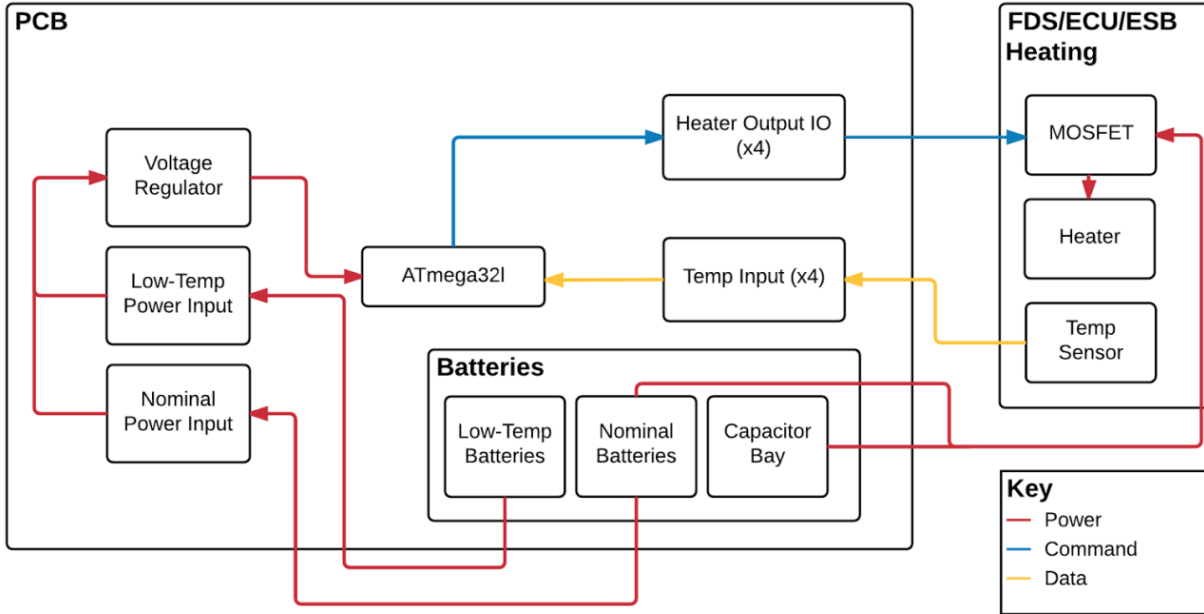 PCB
FDS/ECU/ESB
Heating
Heater Output IO
(x4)
MOSFET
Voltage
Regulator
Heater
ATmega32l
Temp Input (x4)
Low-Temp
Power Input
Temp
Sensor
Batteries
Nominal
Power Input
Low-Temp
Batteries
Nominal
Batteries
Capacitor
Bay
Key
Power
Command
Data